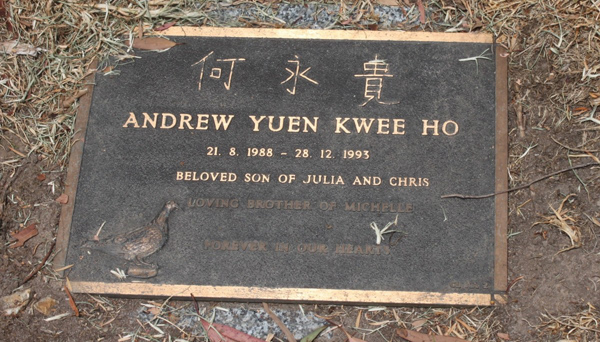 何永貴
ANDREW YUEN KWEE HO
21. 8. 1988 – 28. 12. 1993
BELOVED SON OF JULIA AND CHRIS
LOVING BROTHER OF MICHELLE
FOREVER IN OUR HEARTS